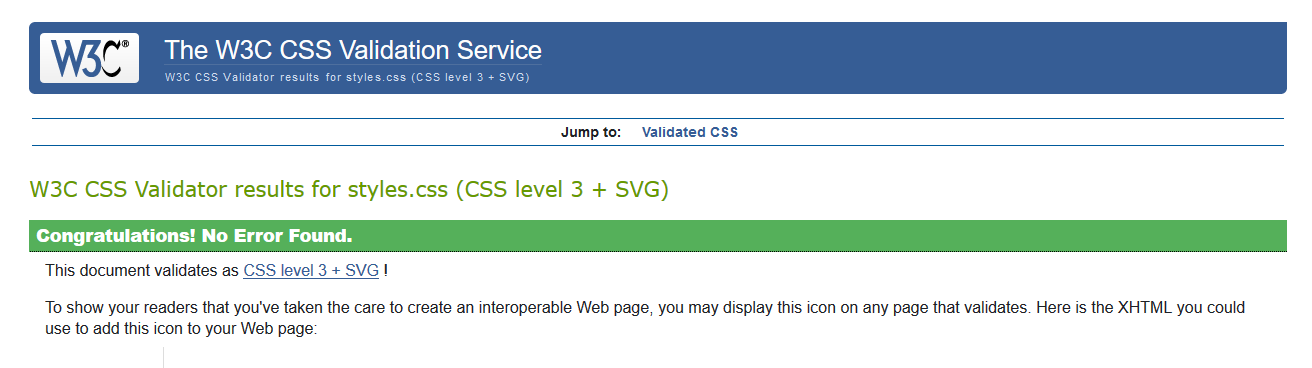 W3C®
The W3C CSS Validation Service
W3C CSS Validator results for styles.css (CSS level 3 + SVG)
Jump to: Validated CSS
W3C CSS Validator results for styles.css (CSS level 3 + SVG)
Congratulations! No Error Found.
This document validates as CSS level 3 + SVG !
To show your readers that you've taken the care to create an interoperable Web page, you may display this icon on any page that validates. Here is the XHTML you could
use to add this icon to your Web page: